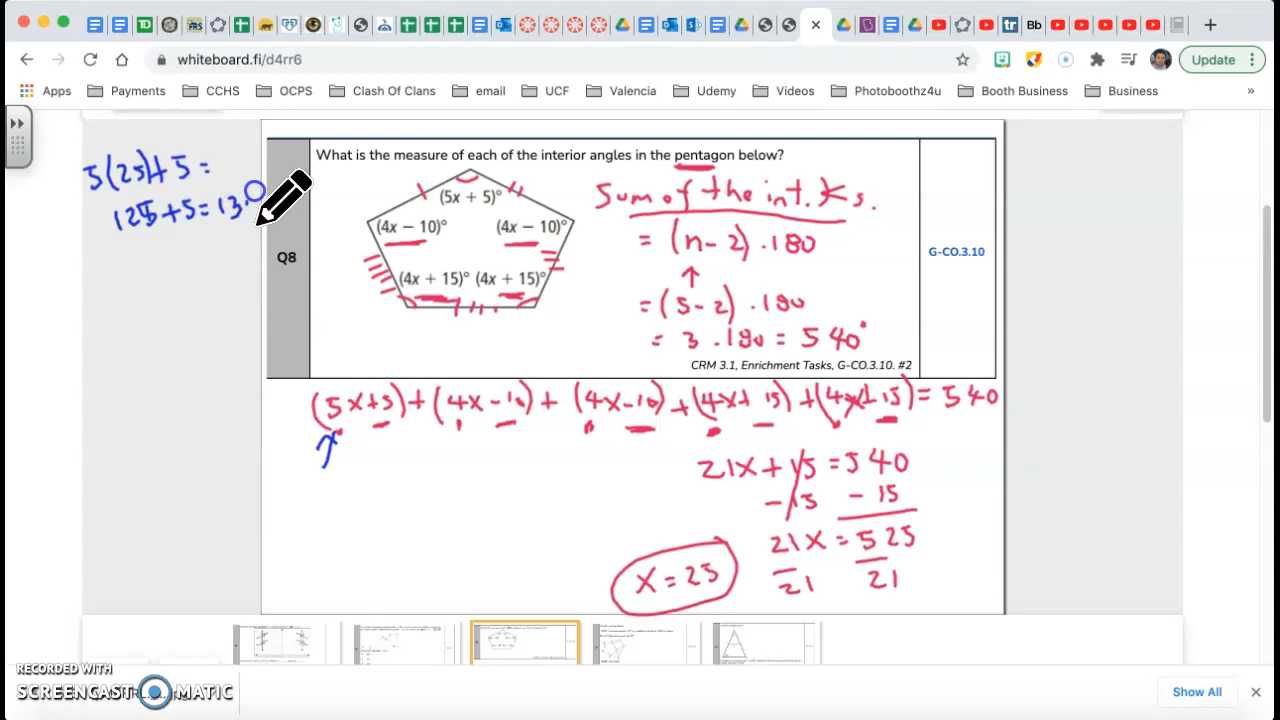 Bb
tr
TD
whiteboard.fi/d4rr6
Update
Apps
Payments
CCHS
OCPS
Clash Of Clans
email
UCF
Valencia
Udemy
Videos
Photoboothz4u
Booth Business
Business
»
5(25)+5=
125+5=13
Q8
What is the measure of each of the interior angles in the pentagon below?
(5x + 5)°
(4x − 10)° (4x − 10)°
(4x + 15)° (4x + 15)°
Sum of the int. ∠s.
= (n-2) .180
= (5-2) .180
= 3 .180 = 540°
CRM 3.1, Enrichment Tasks, G-CO.3.10. #2
G-CO.3.10
(5x+5)+(4x-10)+(4x-10)+(4x+15)+(4x+15)=540
21x+15=540
-15 -15
21x=525
21 21
x=25
RECORDED WITH
SCREENCAST MATIC
Show All